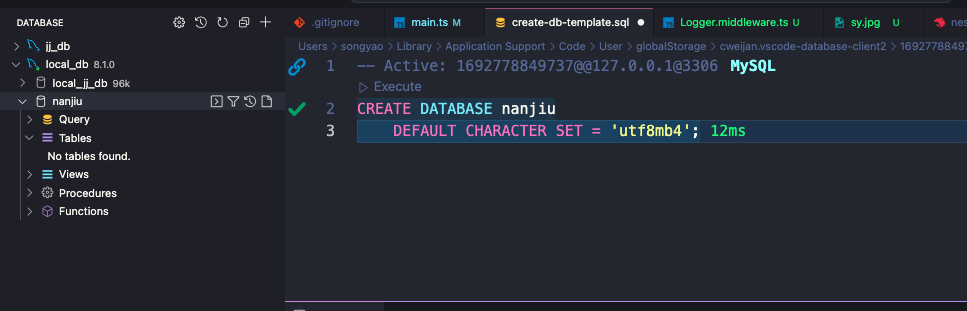 DATABASE
jj_db
local_db 8.1.0
local_jj_db 96k
nanjiu
Query
Tables
No tables found.
Views
Procedures
Functions
.gitignore
main.ts M
create-db-template.sql
Logger.middleware.ts U
sy.jpg U
nes
Users > songyao > Library > Application Support > Code > User > globalStorage > cweijan.vscode-database-client2 > 1692778849
1 -- Active: 1692778849737@@127.0.0.1@3306 MySQL
Execute
2 CREATE DATABASE nanjiu
3 DEFAULT CHARACTER SET = 'utf8mb4'; 12ms